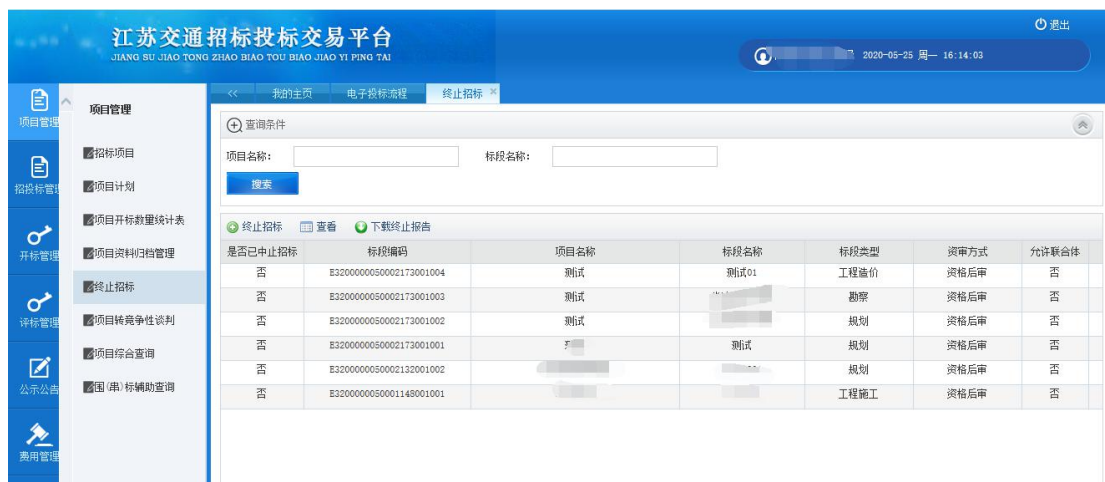 江苏交通招标投标交易平台
JIANG SU JIAO TONG ZHAO BIAO TOU BIAO JIAO YI PING TAI
退出
2020-05-25 周一 16:14:03
项目管理
招投标管理
开标管理
评标管理
公示公告
费用管理
项目管理
招标项目
项目计划
项目开标数量统计表
项目资料归档管理
终止招标
项目转竞争性谈判
项目综合查询
围(串)标辅助查询
<< 我的主页 电子投标流程 终止招标 ×
查询条件
项目名称: 标段名称:
搜索
终止招标 查看 下载终止报告
是否已中止招标 标段编码 项目名称 标段名称 标段类型 资审方式 允许联合体
否 E3200000050002173001004 测试 测试01 工程造价 资格后审 否
否 E3200000050002173001003 测试 勘察 资格后审 否
否 E3200000050002173001002 测试 规划 资格后审 否
否 E3200000050002173001001 测试 规划 资格后审 否
否 E3200000050002132001002 规划 资格后审 否
否 E3200000050001148001001 工程施工 资格后审 否